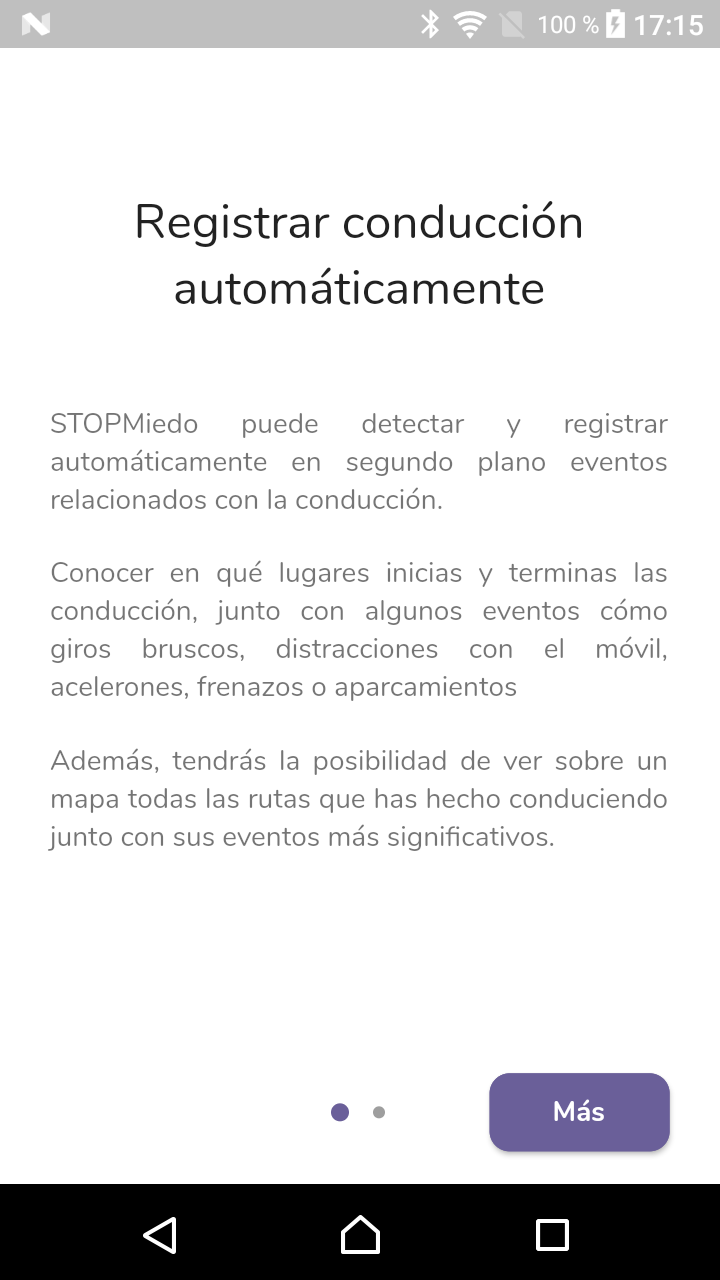 100 % 17:15
Registrar conducción
automáticamente
STOPMiedo puede detectar y registrar
automáticamente en segundo plano eventos
relacionados con la conducción.
Conocer en qué lugares inicias y terminas las
conducción, junto con algunos eventos cómo
giros bruscos, distracciones con el móvil,
acelerones, frenazos o aparcamientos
Además, tendrás la posibilidad de ver sobre un
mapa todas las rutas que has hecho conduciendo
junto con sus eventos más significativos.
Más